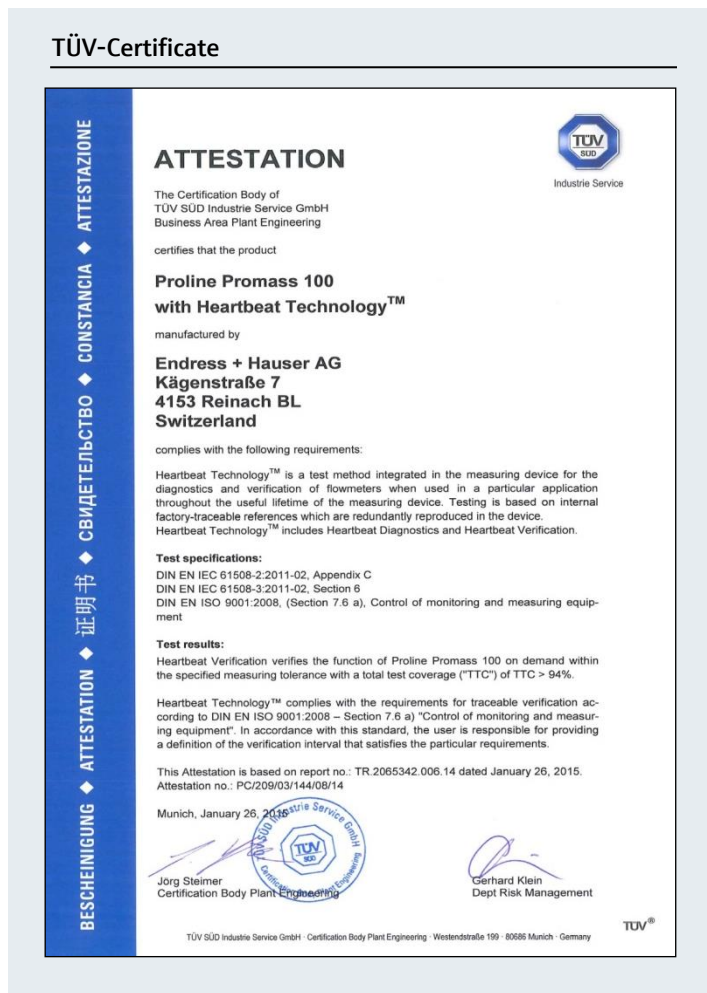 TÜV-Certificate
BESCHEINIGUNG ◆ ATTESTATION ◆ 证明书 ◆ СВИДЕТЕЛЬСТВО ◆ CONSTANCIA ◆ ATTESTAZIONE
TÜV
SÜD
Industrie Service
ATTESTATION
The Certification Body of
TÜV SÜD Industrie Service GmbH
Business Area Plant Engineering
certifies that the product
Proline Promass 100
with Heartbeat Technology™
manufactured by
Endress + Hauser AG
Kägenstraße 7
4153 Reinach BL
Switzerland
complies with the following requirements:
Heartbeat Technology™ is a test method integrated in the measuring device for the
diagnostics and verification of flowmeters when used in a particular application
throughout the useful lifetime of the measuring device. Testing is based on internal
factory-traceable references which are redundantly reproduced in the device.
Heartbeat Technology™ includes Heartbeat Diagnostics and Heartbeat Verification.
Test specifications:
DIN EN IEC 61508-2:2011-02, Appendix C
DIN EN IEC 61508-3:2011-02, Section 6
DIN EN ISO 9001:2008, (Section 7.6 a), Control of monitoring and measuring equip-
ment
Test results:
Heartbeat Verification verifies the function of Proline Promass 100 on demand within
the specified measuring tolerance with a total test coverage ("TTC") of TTC > 94%.
Heartbeat Technology™ complies with the requirements for traceable verification ac-
cording to DIN EN ISO 9001:2008 – Section 7.6 a) "Control of monitoring and measur-
ing equipment". In accordance with this standard, the user is responsible for providing
a definition of the verification interval that satisfies the particular requirements.
This Attestation is based on report no.: TR.2065342.006.14 dated January 26, 2015.
Attestation no.: PC/209/03/144/08/14
Munich, January 26, 2015
TÜV SÜD Industrie Service GmbH
Certification Body Plant Engineering
TÜV
SÜD
Jörg Steimer
Certification Body Plant Engineering
Gerhard Klein
Dept Risk Management
TÜV®
TÜV SÜD Industrie Service GmbH · Certification Body Plant Engineering · Westendstraße 199 · 80686 Munich · Germany